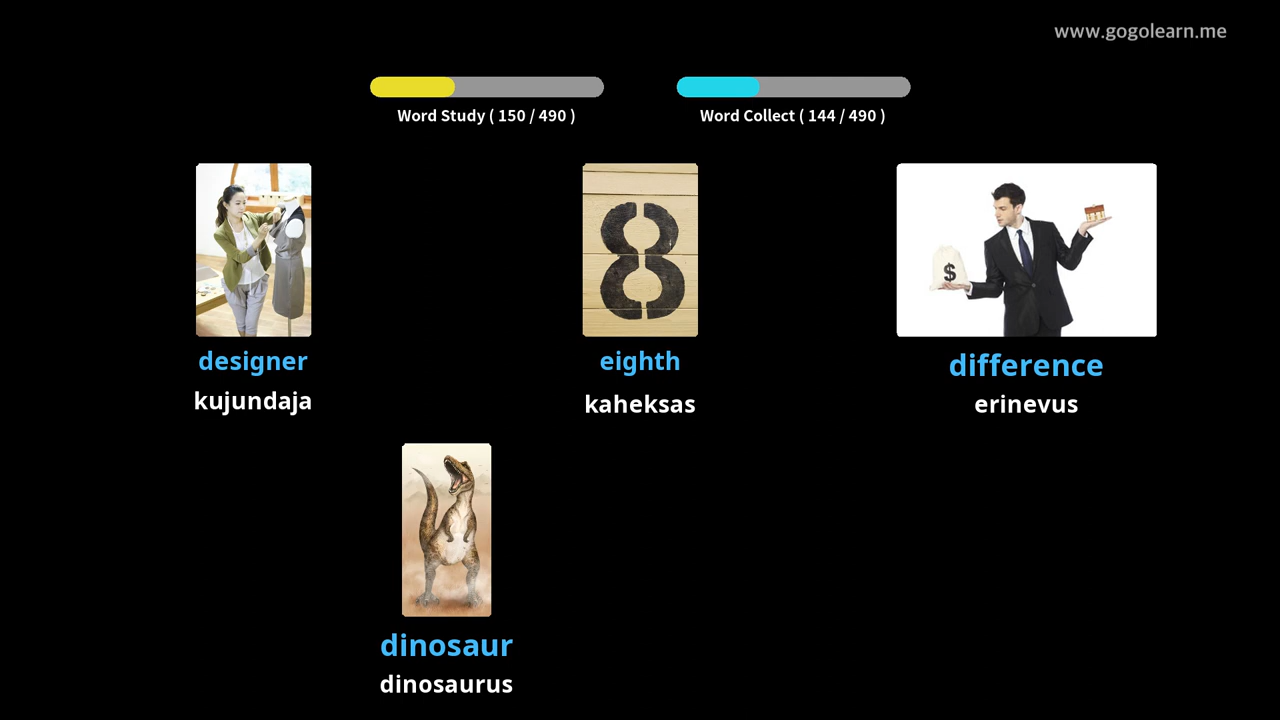 www.gogolearn.me
Word Study ( 150 / 490 )
Word Collect ( 144 / 490 )
8
$
designer
kujundaja
eighth
kaheksas
difference
erinevus
dinosaur
dinosaurus